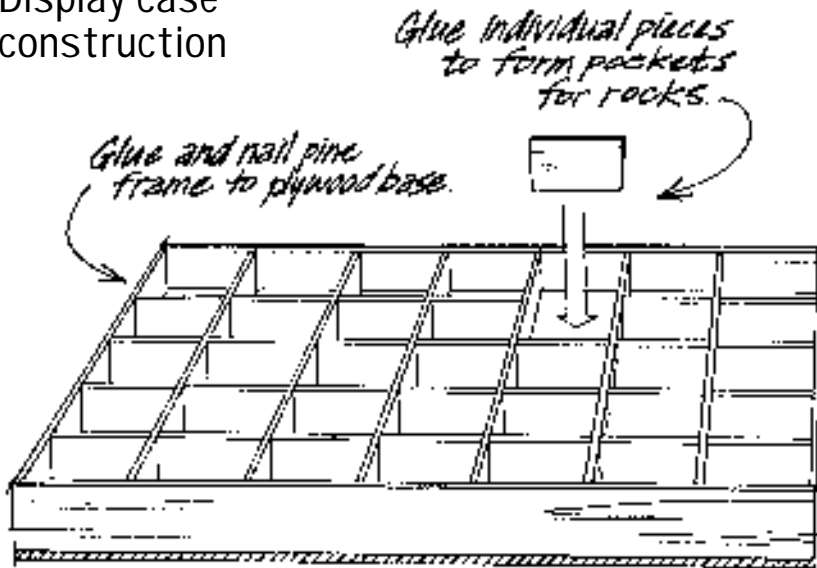 Display case
construction
Glue individual pieces
to form pockets
for rocks.
Glue and nail pine
frame to plywood base.